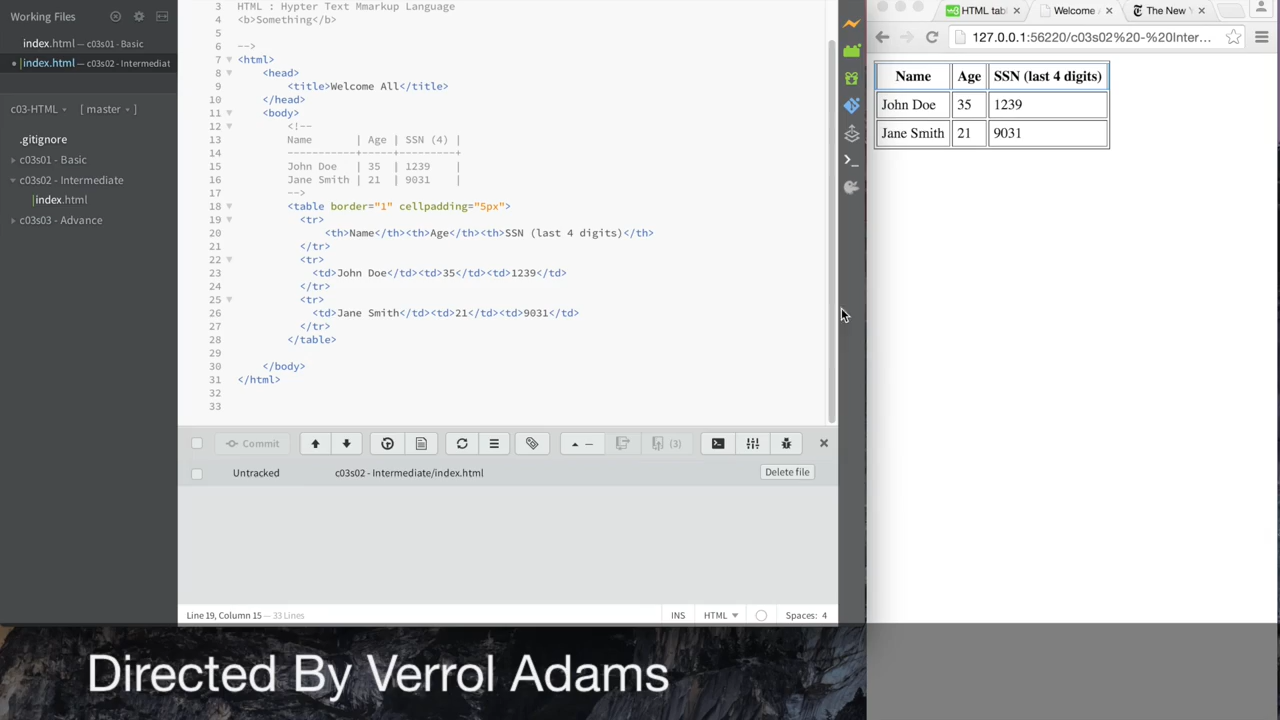 Working Files
index.html — c03s01 - Basic
index.html — c03s02 - Intermediat
c03-HTML
[ master ]
.gitignore
c03s01 - Basic
c03s02 - Intermediate
index.html
c03s03 - Advance
3 HTML : Hypter Text Mmarkup Language
4 <b>Something</b>
5
6 -->
7 <html>
8 <head>
9 <title>Welcome All</title>
10 </head>
11 <body>
12 <!--
13 Name | Age | SSN (4) |
14 -----------+-----+---------+
15 John Doe | 35 | 1239 |
16 Jane Smith | 21 | 9031 |
17 -->
18 <table border="1" cellpadding="5px">
19 <tr>
20 <th>Name</th><th>Age</th><th>SSN (last 4 digits)</th>
21 </tr>
22 <tr>
23 <td>John Doe</td><td>35</td><td>1239</td>
24 </tr>
25 <tr>
26 <td>Jane Smith</td><td>21</td><td>9031</td>
27 </tr>
28 </table>
29
30 </body>
31 </html>
32
33
Commit
(3)
Untracked c03s02 - Intermediate/index.html Delete file
Line 19, Column 15 — 33 Lines
INS HTML Spaces: 4
HTML tab
Welcome
The New
127.0.0.1:56220/c03s02%20-%20Inter...
Name Age SSN (last 4 digits)
John Doe 35 1239
Jane Smith 21 9031
Directed By Verrol Adams